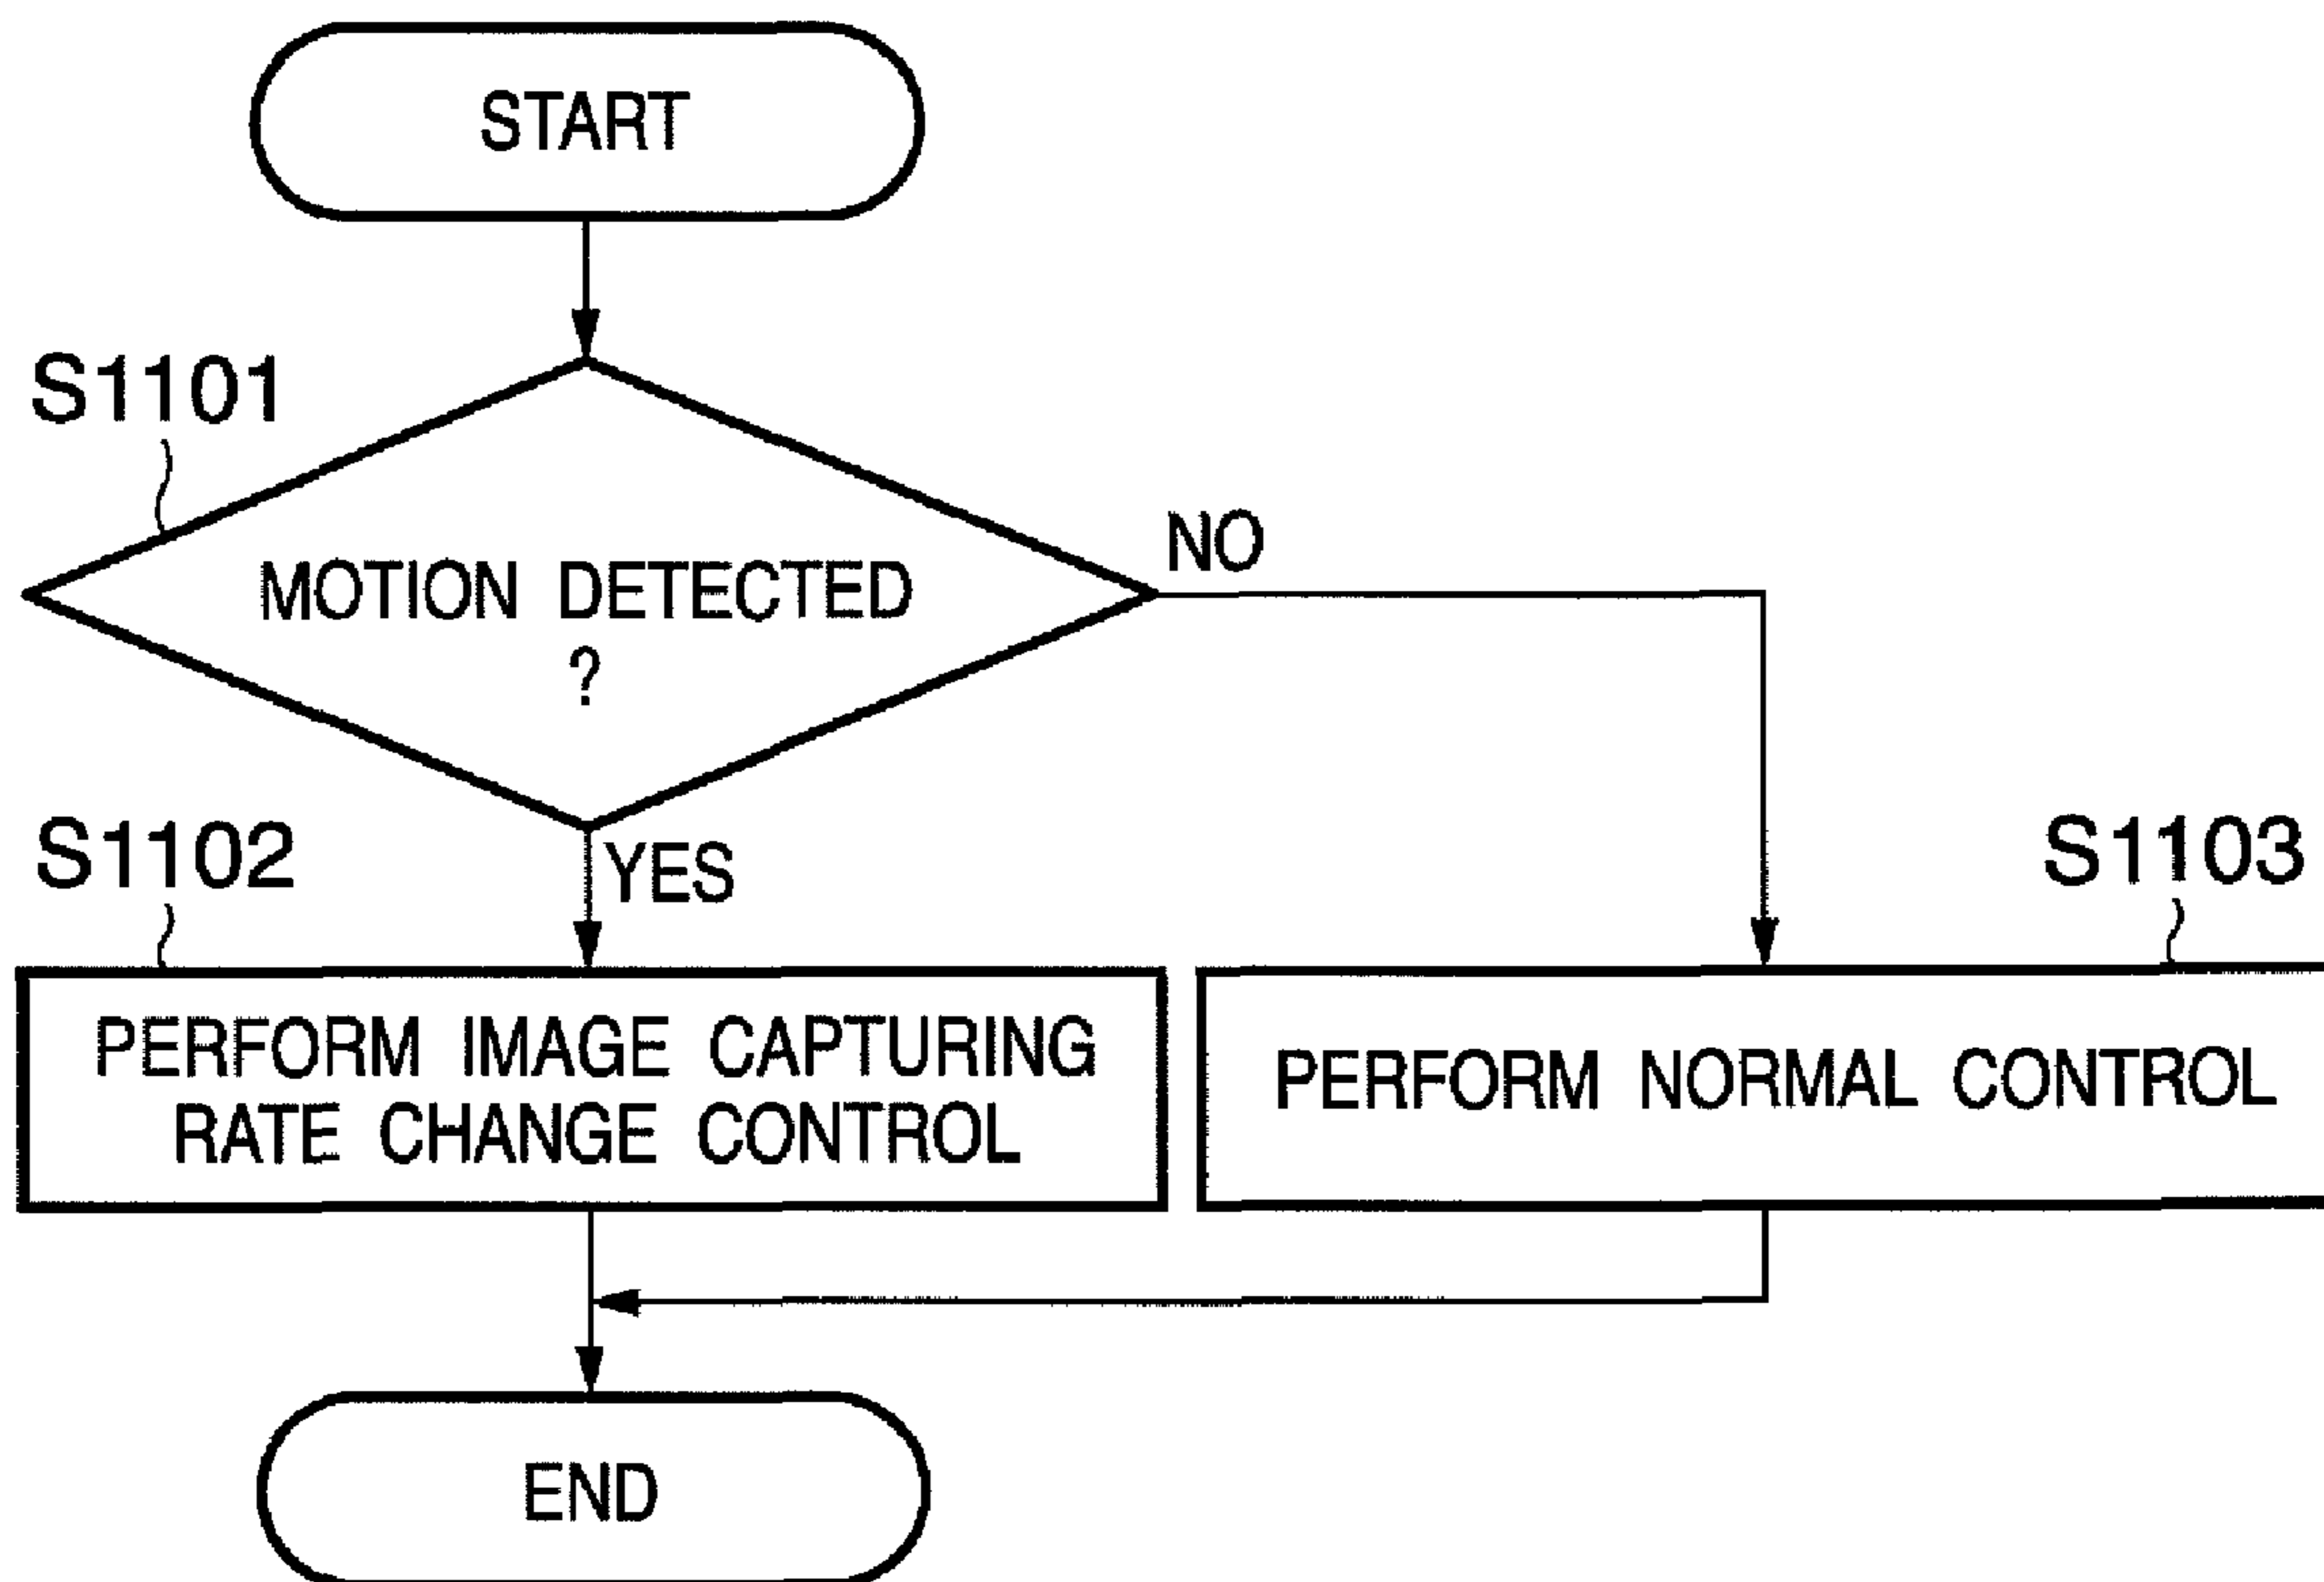 START
S1101
MOTION DETECTED
?
NO
YES
S1102
S1103
PERFORM IMAGE CAPTURING
RATE CHANGE CONTROL
PERFORM NORMAL CONTROL
END